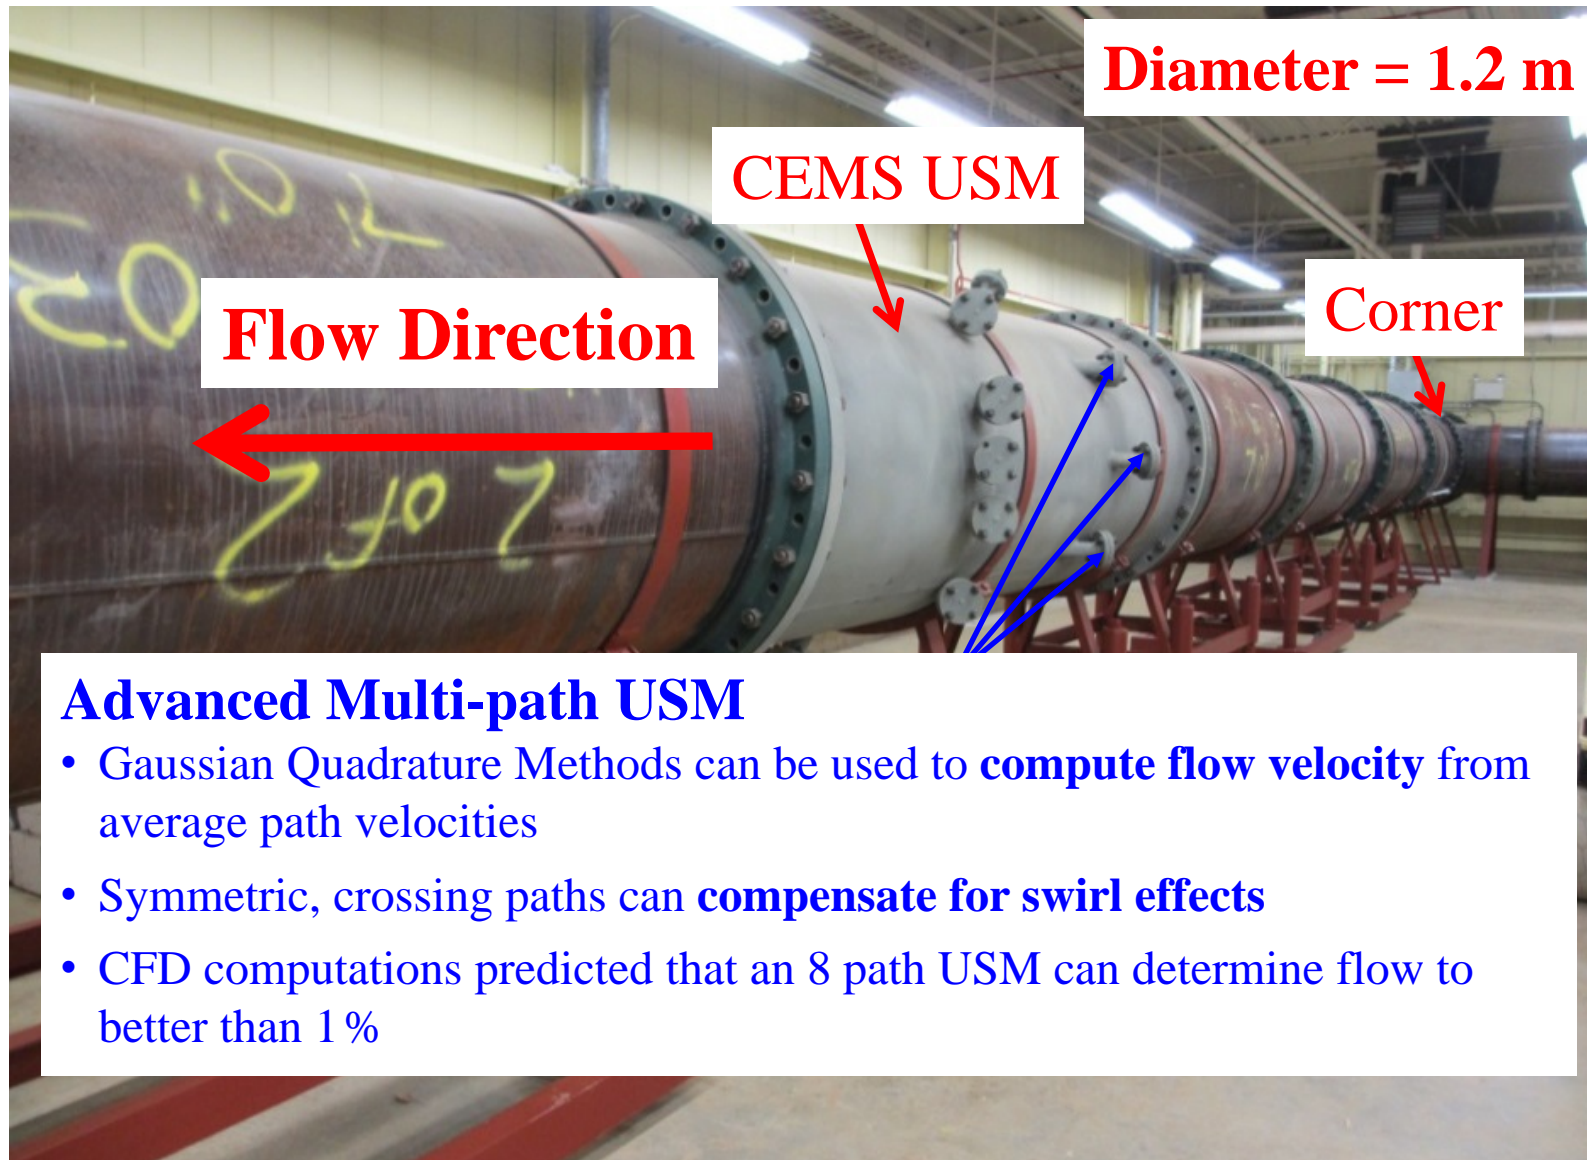 Diameter = 1.2 m
CEMS USM
Corner
Flow Direction
2 of 2
Advanced Multi-path USM
• Gaussian Quadrature Methods can be used to compute flow velocity from
average path velocities
• Symmetric, crossing paths can compensate for swirl effects
• CFD computations predicted that an 8 path USM can determine flow to
better than 1%